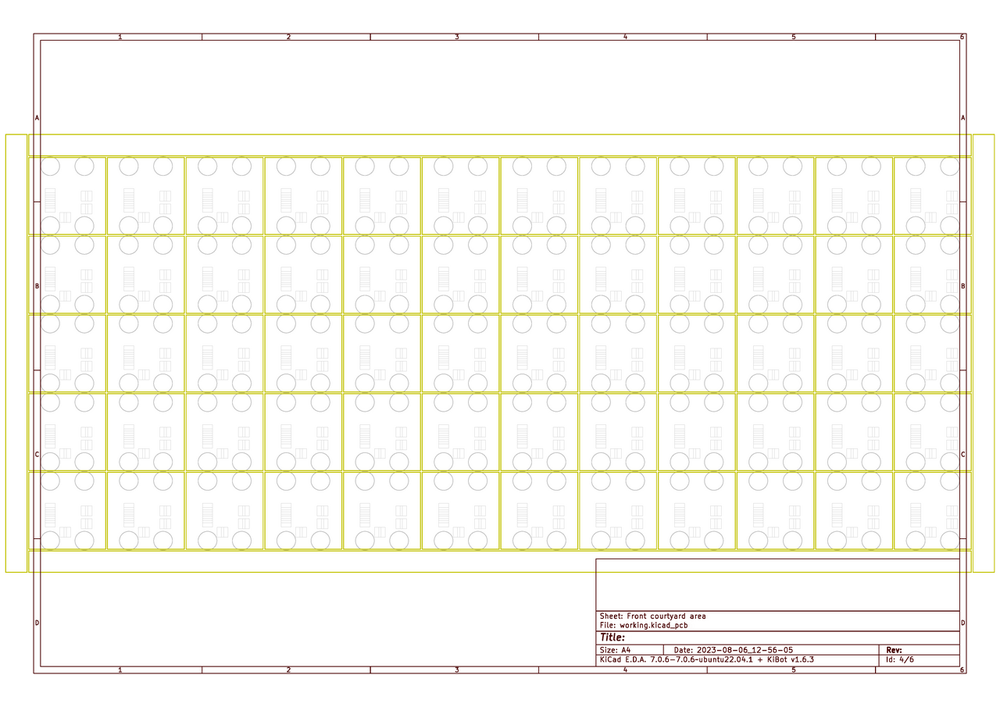 1 2 3 4 5 6
A A
B B
C C
Sheet: Front courtyard area
File: working.kicad_pcb
D D
Title:
Size: A4 Date: 2023-08-06_12-56-05 Rev:
KiCad E.D.A. 7.0.6-7.0.6~ubuntu22.04.1 + KiBot v1.6.3 Id: 4/6
1 2 3 4 5 6